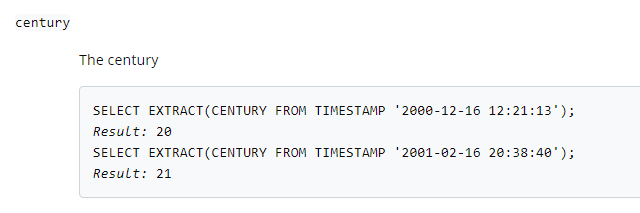 century
The century
SELECT EXTRACT(CENTURY FROM TIMESTAMP '2000-12-16 12:21:13');
Result: 20
SELECT EXTRACT(CENTURY FROM TIMESTAMP '2001-02-16 20:38:40');
Result: 21